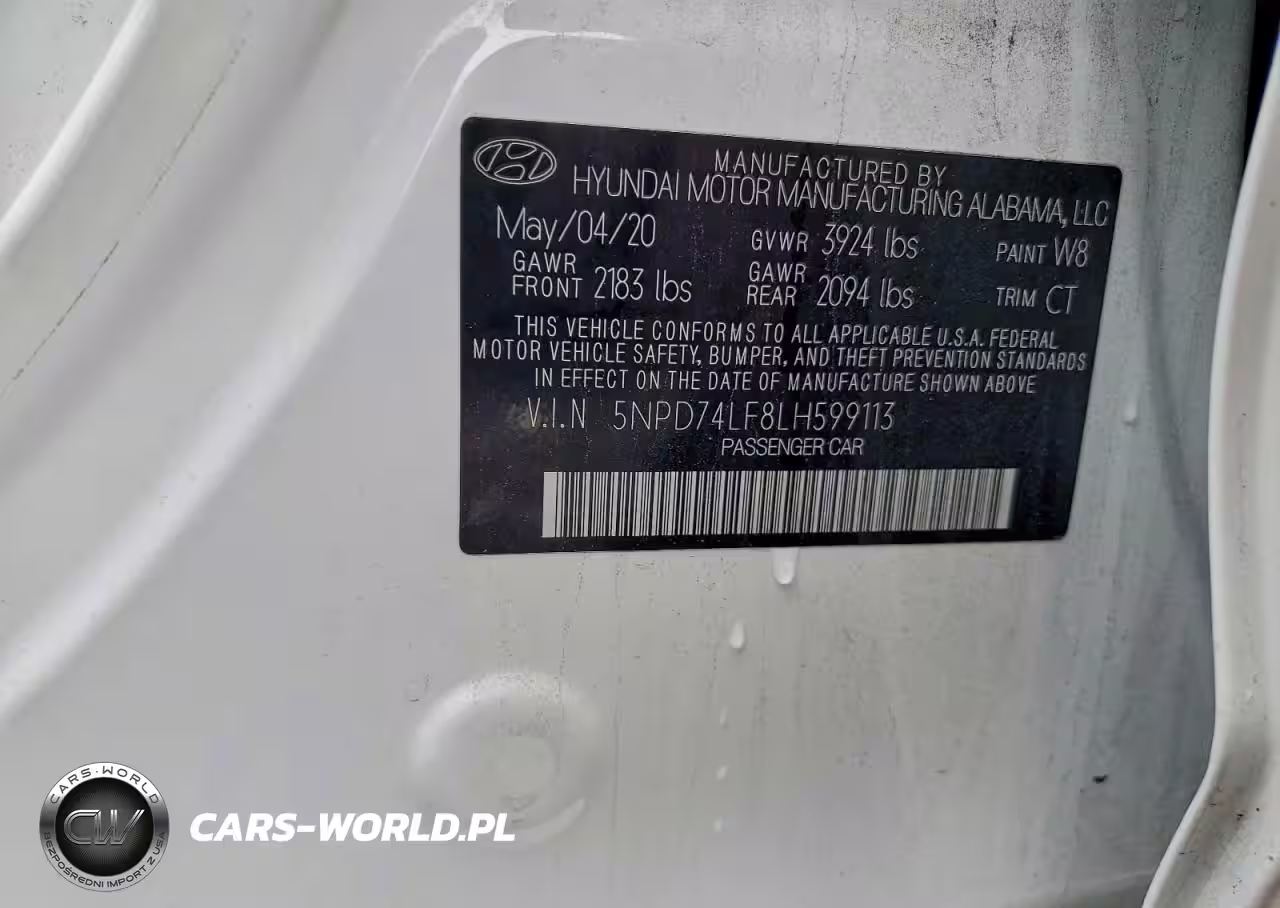 MANUFACTURED BY
HYUNDAI MOTOR MANUFACTURING ALABAMA, LLC
May/04/20 GVWR 3924 lbs PAINT W8
GAWR FRONT 2183 lbs GAWR REAR 2094 lbs TRIM CT
THIS VEHICLE CONFORMS TO ALL APPLICABLE U.S.A. FEDERAL
MOTOR VEHICLE SAFETY, BUMPER, AND THEFT PREVENTION STANDARDS
IN EFFECT ON THE DATE OF MANUFACTURE SHOWN ABOVE
V.I.N 5NPD74LF8LH599113
PASSENGER CAR
CARS-WORLD
CW
BEZPOŚREDNI IMPORT Z USA
CARS-WORLD.PL